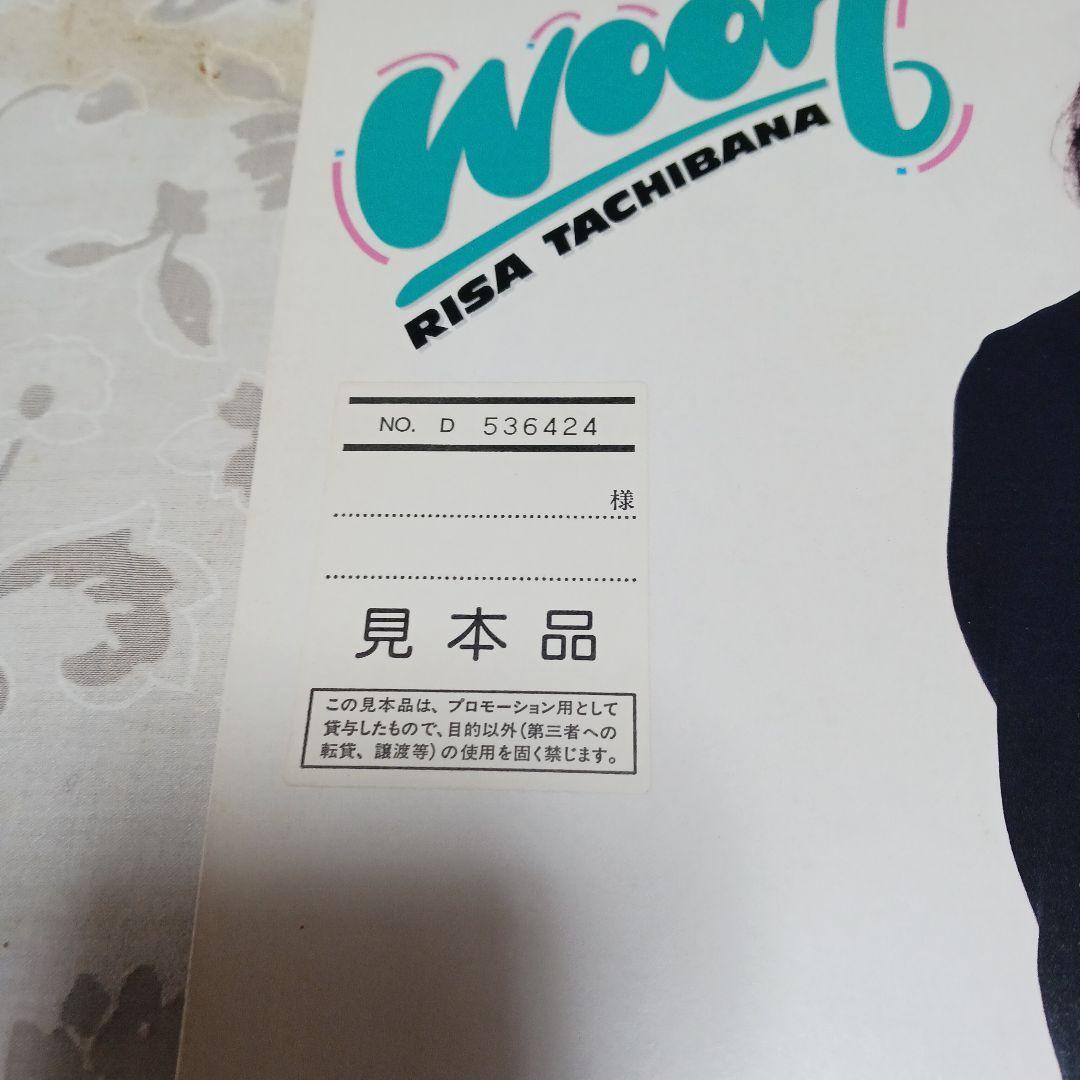 RISA TACHIBANA
NO. D 536424
様
見本品
この見本品は、プロモーション用として
貸与したもので、目的以外(第三者への
転貸、譲渡等)の使用を固く禁じます。